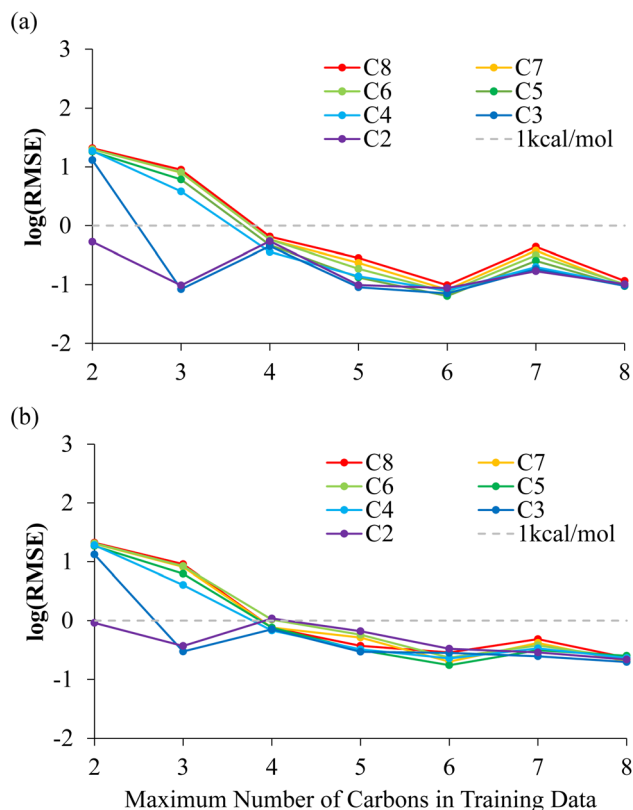 (a)
3
2
1
0
-1
-2
log(RMSE)
C8 C7
C6 C5
C4 C3
C2 1kcal/mol
2 3 4 5 6 7 8
(b)
3
2
1
0
-1
-2
log(RMSE)
C8 C7
C6 C5
C4 C3
C2 1kcal/mol
2 3 4 5 6 7 8
Maximum Number of Carbons in Training Data